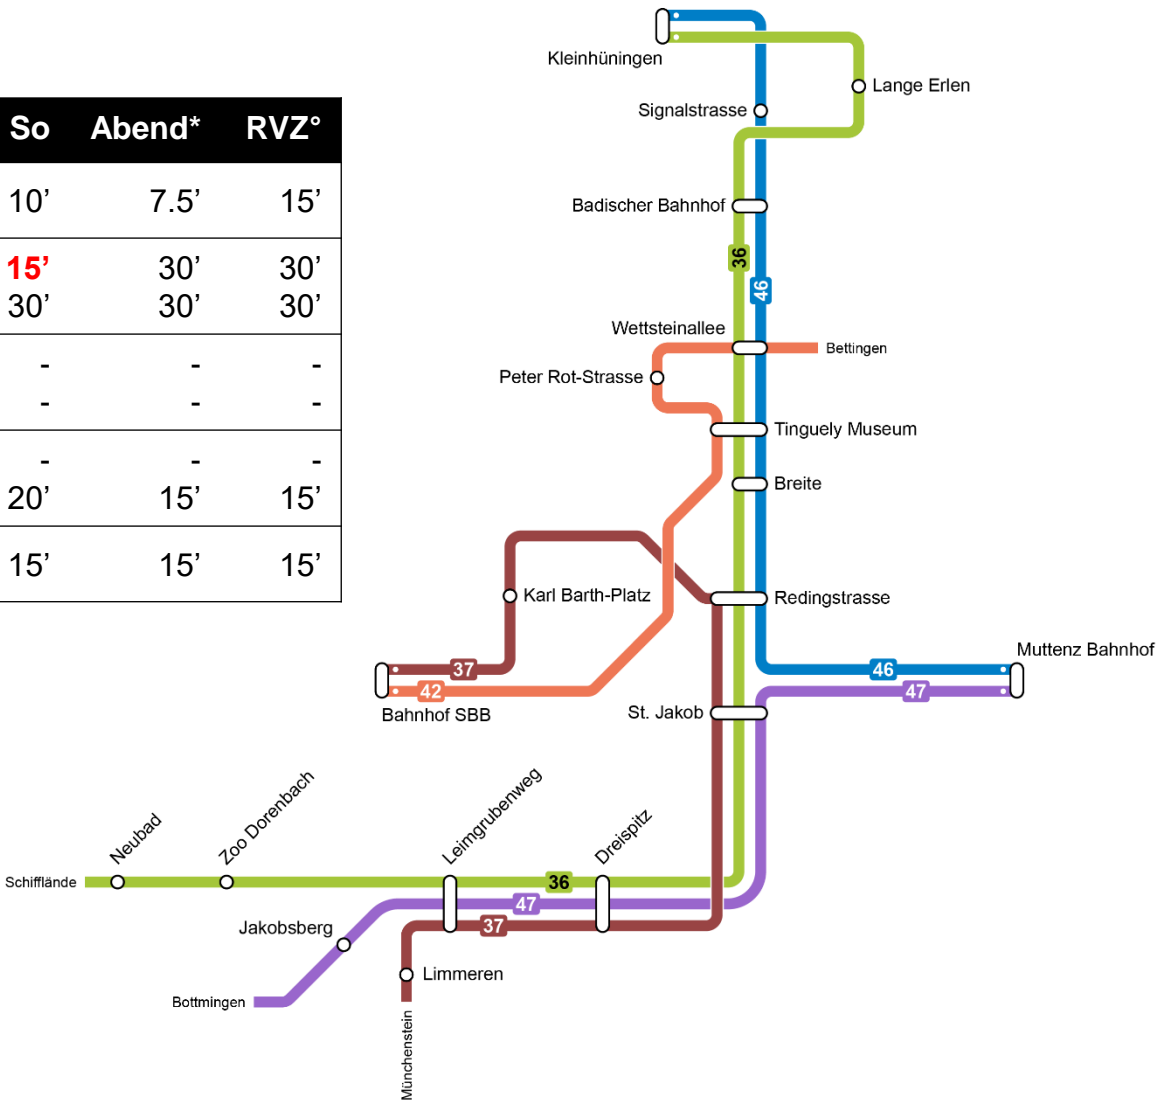 So Abend* RVZ°
10’ 7.5’ 15’
15’ 30’ 30’
30’ 30’ 30’
- - -
- - -
- - -
20’ 15’ 15’
15’ 15’ 15’
Kleinhüningen
Lange Erlen
Signalstrasse
Badischer Bahnhof
36
46
Wettsteinallee
Bettingen
Peter Rot-Strasse
Tinguely Museum
Breite
Karl Barth-Platz
Redingstrasse
Muttenz Bahnhof
37
46
42
47
Bahnhof SBB
St. Jakob
Neubad
Zoo Dorenbach
Leimgrubenweg
Dreispitz
Schifflände
36
47
37
Jakobsberg
Limmeren
Bottmingen
Münchenstein